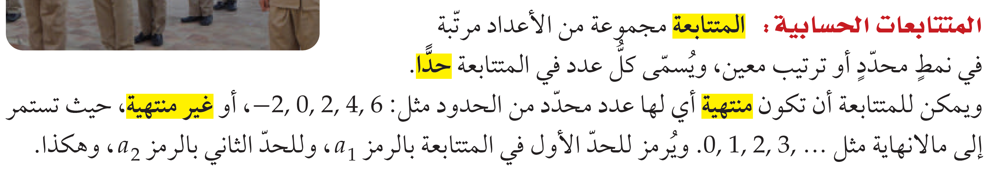 المتتابعات الحسابية: المتتابعة مجموعة من الأعداد مرتّبة
في نمطٍ محدّدٍ أو ترتيب معين، ويُسمّى كلُّ عدد في المتتابعة حدًّا.
ويمكن للمتتابعة أن تكون منتهية أي لها عدد محدّد من الحدود مثل: −2, 0, 2, 4, 6، أو غير منتهية، حيث تستمر
إلى مالانهاية مثل 0, 1, 2, 3, …. ويُرمز للحدّ الأول في المتتابعة بالرمز a₁، وللحدّ الثاني بالرمز a₂، وهكذا.